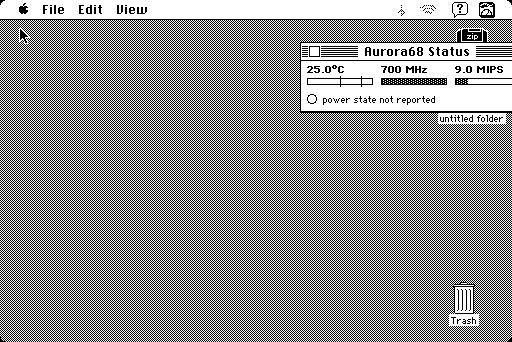 File Edit View
zip
Aurora68 Status
25.0°C 700 MHz 9.0 MIPS
power state not reported
untitled folder
Trash